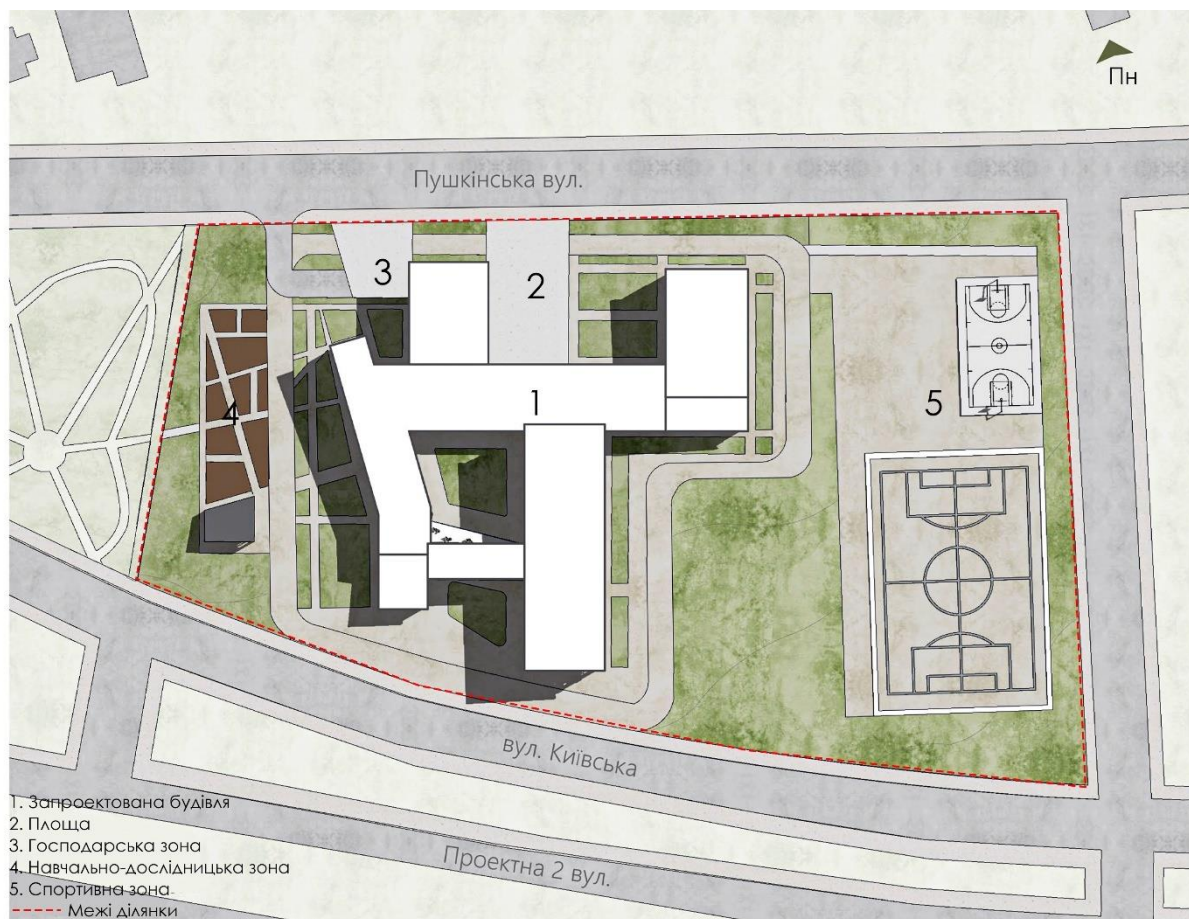 Пн
Пушкінська вул.
3
2
1
4
5
вул. Київська
Проектна 2 вул.
1. Запроектована будівля
2. Площа
3. Господарська зона
4. Навчально-дослідницька зона
5. Спортивна зона
Межі ділянки